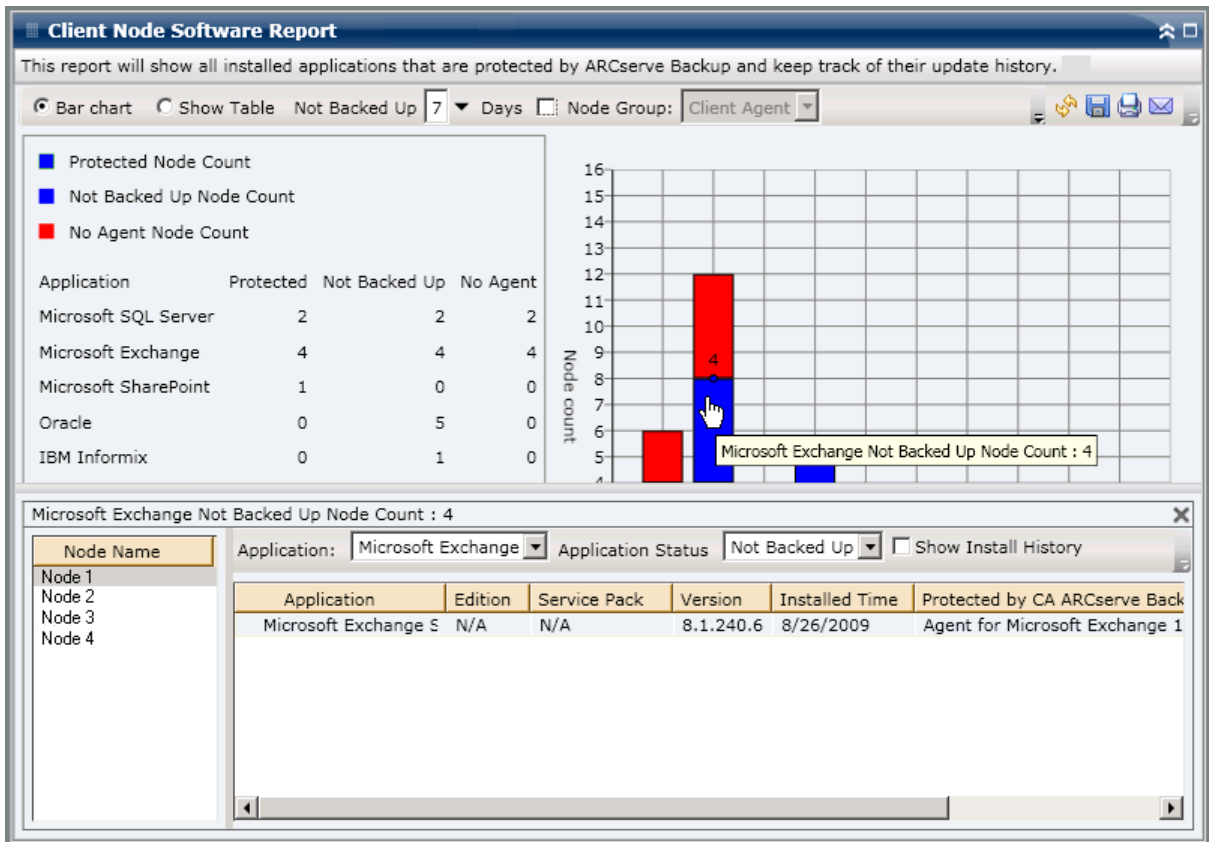 Client Node Software Report
This report will show all installed applications that are protected by ARCserve Backup and keep track of their update history.
Bar chart Show Table Not Backed Up 7 Days Node Group: Client Agent
Protected Node Count
Not Backed Up Node Count
No Agent Node Count
Application Protected Not Backed Up No Agent
Microsoft SQL Server 2 2 2
Microsoft Exchange 4 4 4
Microsoft SharePoint 1 0 0
Oracle 0 5 0
IBM Informix 0 1 0
Node count
16
15
14
13
12
11
10
9
8
7
6
5
4
4
Microsoft Exchange Not Backed Up Node Count : 4
Microsoft Exchange Not Backed Up Node Count : 4
Node Name
Node 1
Node 2
Node 3
Node 4
Application: Microsoft Exchange Application Status Not Backed Up Show Install History
Application Edition Service Pack Version Installed Time Protected by CA ARCserve Back
Microsoft Exchange S N/A N/A 8.1.240.6 8/26/2009 Agent for Microsoft Exchange 1